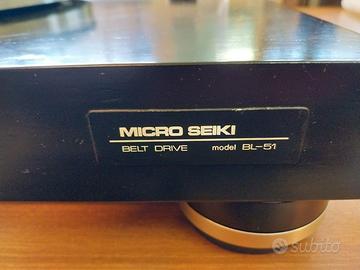 MICRO SEIKI
BELT DRIVE model BL-51
subito